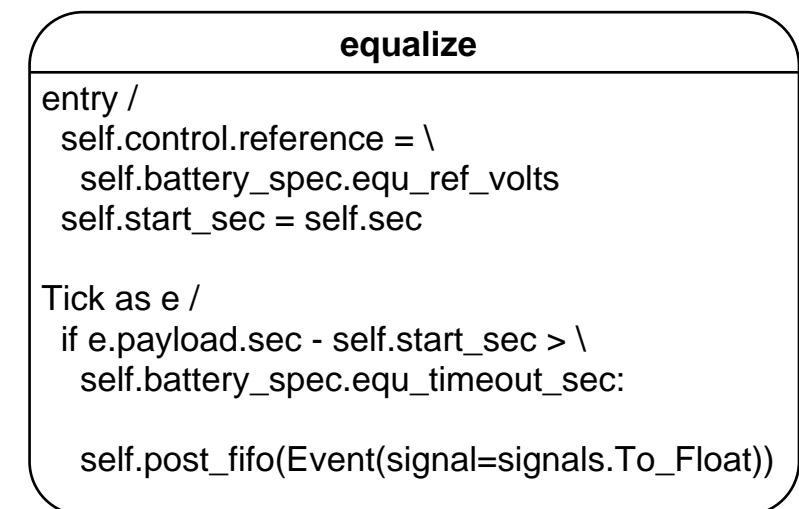 equalize
entry /
self.control.reference = \
self.battery_spec.equ_ref_volts
self.start_sec = self.sec
Tick as e /
if e.payload.sec - self.start_sec > \
self.battery_spec.equ_timeout_sec:
self.post_fifo(Event(signal=signals.To_Float))